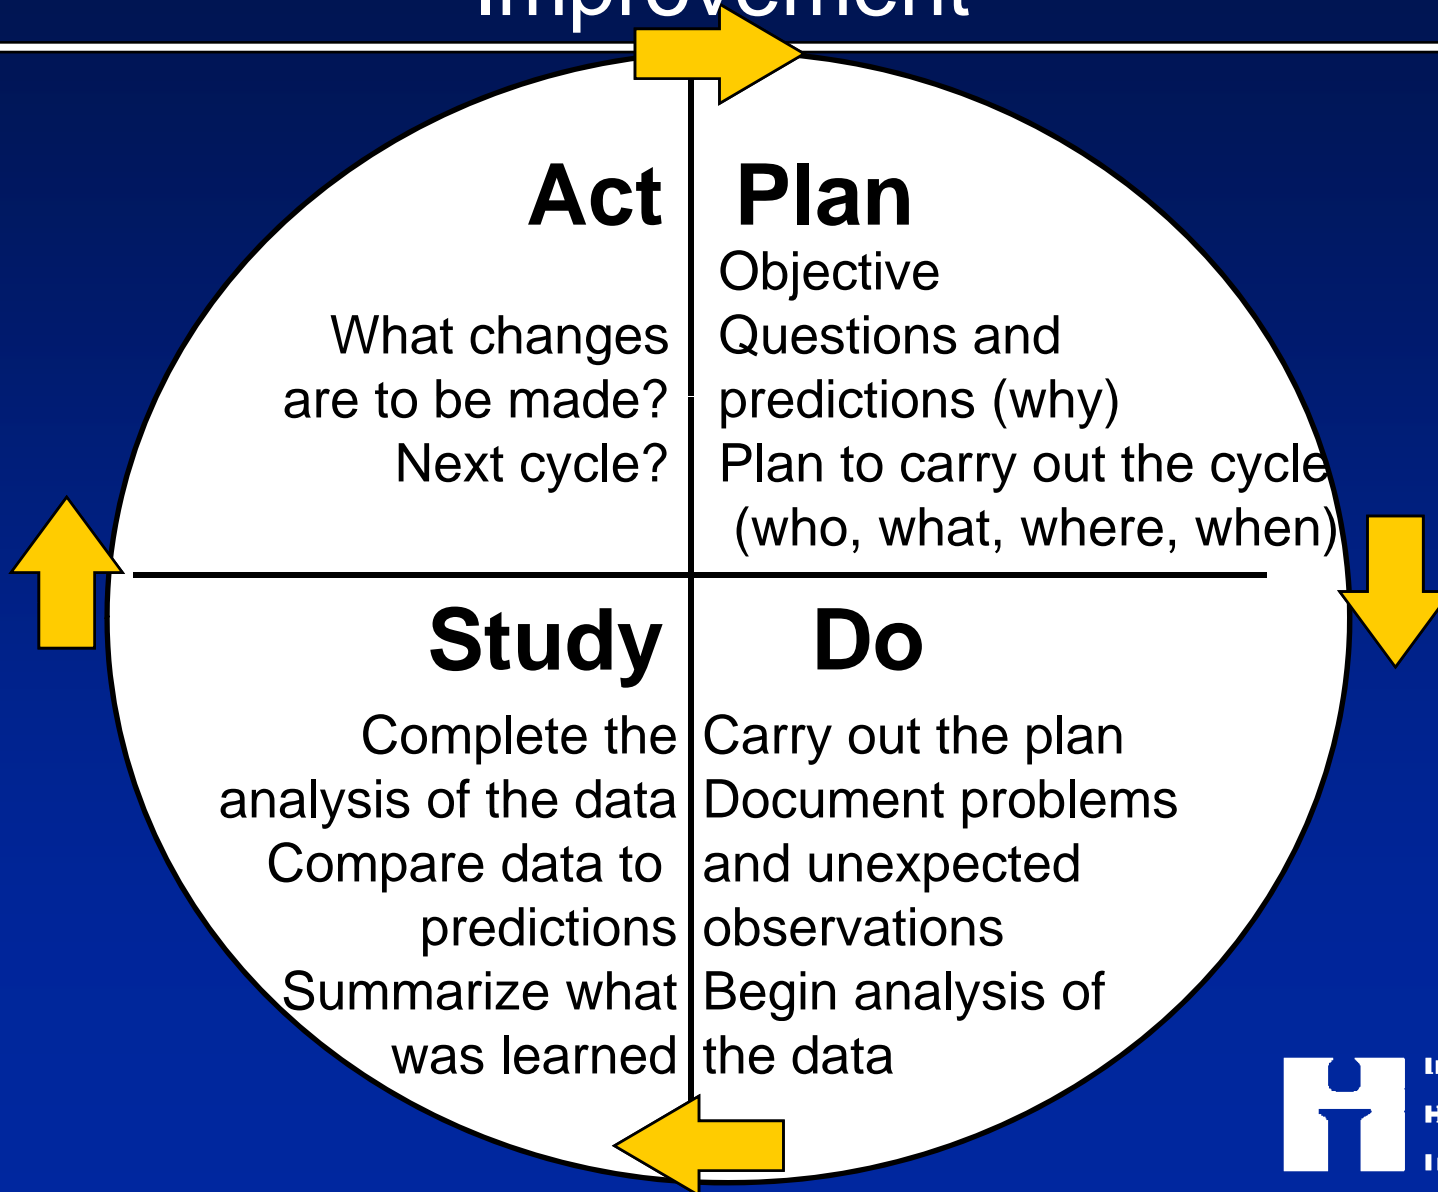 Improvement
Act
What changes
are to be made?
Next cycle?
Plan
Objective
Questions and
predictions (why)
Plan to carry out the cycle
(who, what, where, when)
Study
Complete the
analysis of the data
Compare data to
predictions
Summarize what
was learned
Do
Carry out the plan
Document problems
and unexpected
observations
Begin analysis of
the data